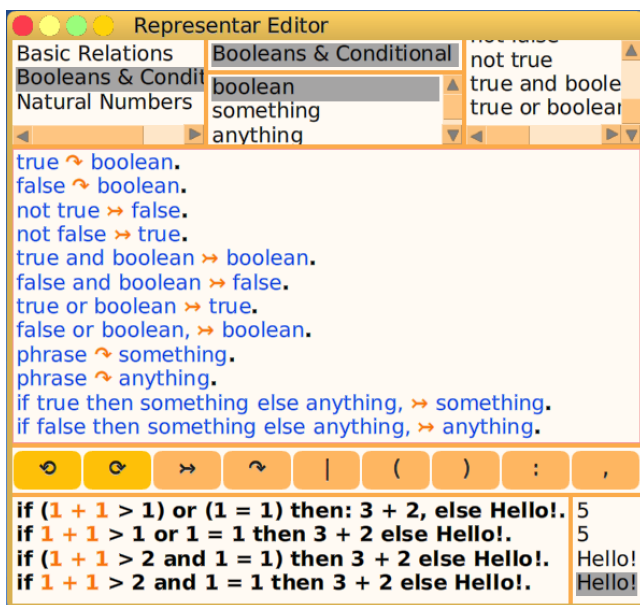 Representar Editor
Basic Relations
Booleans & Condit
Natural Numbers
Booleans & Conditional
boolean
something
anything
not true
true and boole
true or boolear
true ↷ boolean.
false ↷ boolean.
not true ↣ false.
not false ↣ true.
true and boolean ↣ boolean.
false and boolean ↣ false.
true or boolean ↣ true.
false or boolean, ↣ boolean.
phrase ↷ something.
phrase ↷ anything.
if true then something else anything, ↣ something.
if false then something else anything, ↣ anything.
⟲ ⟳ ↣ ↷ | ( ) : ,
if (1 + 1 > 1) or (1 = 1) then: 3 + 2, else Hello!. 5
if 1 + 1 > 1 or 1 = 1 then 3 + 2 else Hello!. 5
if (1 + 1 > 2 and 1 = 1) then 3 + 2 else Hello!. Hello!
if 1 + 1 > 2 and 1 = 1 then 3 + 2 else Hello!. Hello!